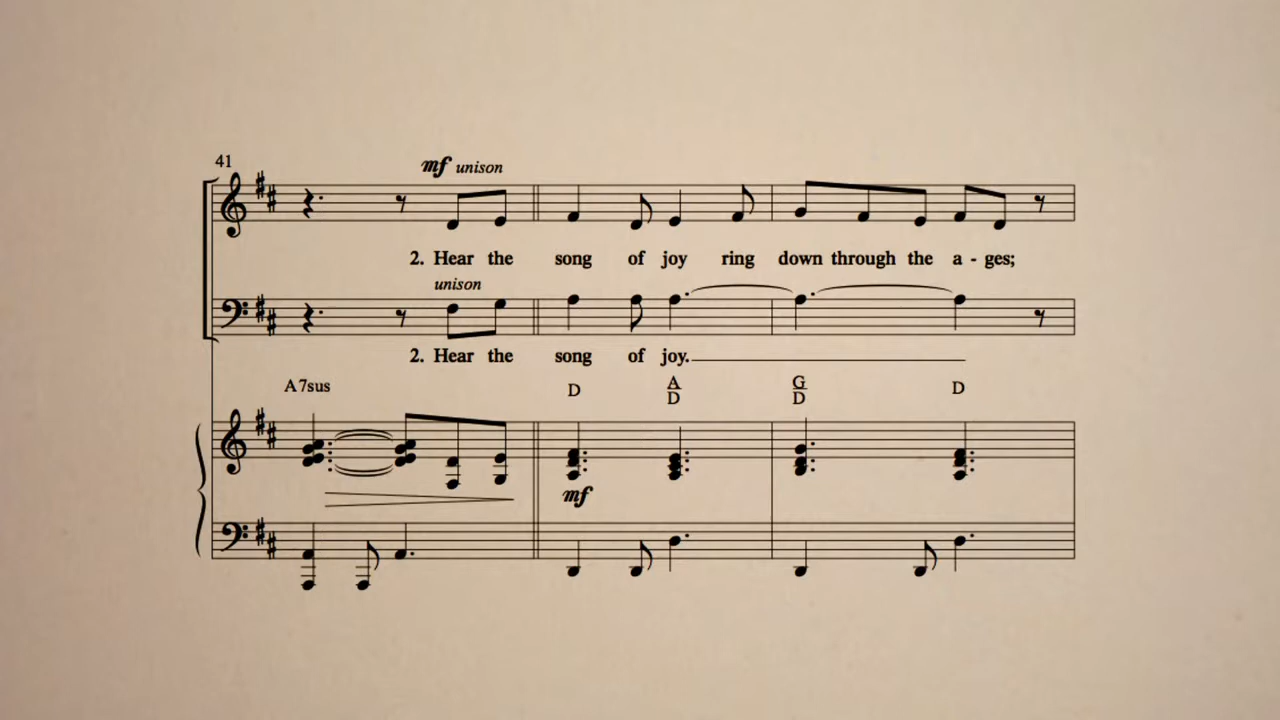 41
mf unison
2. Hear the song of joy ring down through the a - ges;
unison
2. Hear the song of joy.
A7sus D A/D G/D D
mf